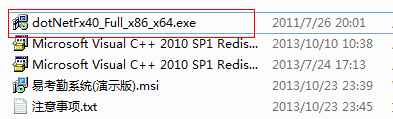 dotNetFx40_Full_x86_x64.exe 2011/7/26 20:01
Microsoft Visual C++ 2010 SP1 Redis... 2013/10/23 10:19
Microsoft Visual C++ 2010 SP1 Redis... 2013/7/24 17:13
易考勤系统(演示版).msi 2013/10/23 23:39
注意事项.txt 2013/10/23 23:45